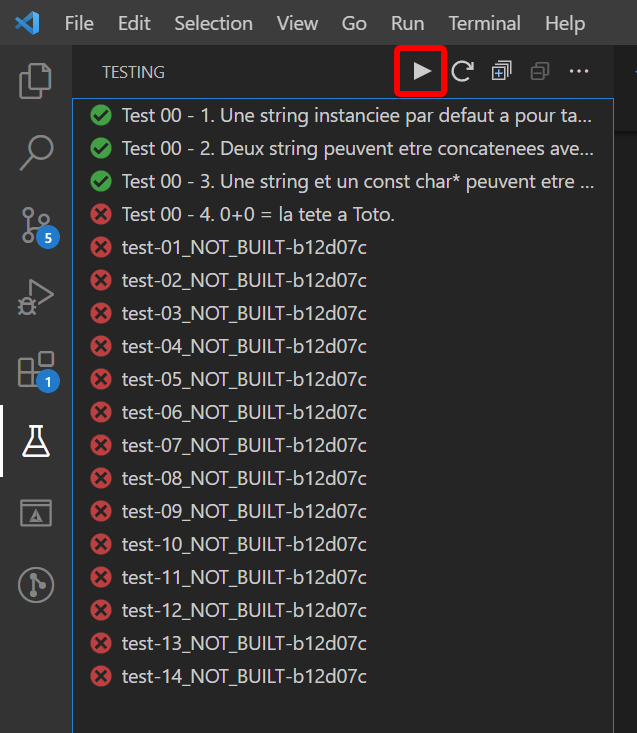 File Edit Selection View Go Run Terminal Help
TESTING
Test 00 - 1. Une string instanciee par defaut a pour ta...
Test 00 - 2. Deux string peuvent etre concatenees ave...
Test 00 - 3. Une string et un const char* peuvent etre ...
Test 00 - 4. 0+0 = la tete a Toto.
test-01_NOT_BUILT-b12d07c
5
test-02_NOT_BUILT-b12d07c
test-03_NOT_BUILT-b12d07c
test-04_NOT_BUILT-b12d07c
test-05_NOT_BUILT-b12d07c
1
test-06_NOT_BUILT-b12d07c
test-07_NOT_BUILT-b12d07c
test-08_NOT_BUILT-b12d07c
test-09_NOT_BUILT-b12d07c
test-10_NOT_BUILT-b12d07c
test-11_NOT_BUILT-b12d07c
test-12_NOT_BUILT-b12d07c
test-13_NOT_BUILT-b12d07c
test-14_NOT_BUILT-b12d07c